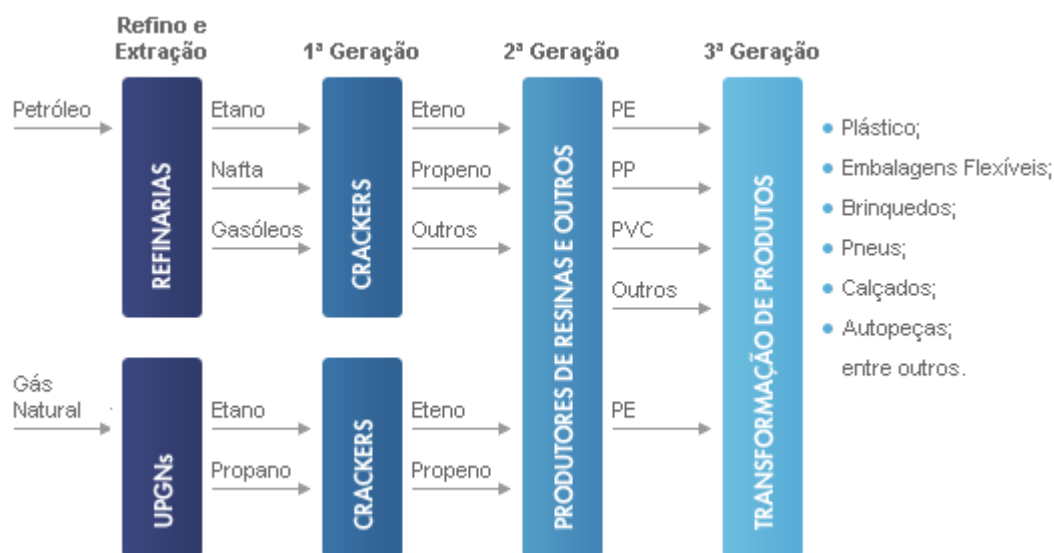 Refino e
Extração
1ª Geração
2ª Geração
3ª Geração
Petróleo
REFINARIAS
Etano
Nafta
Gasóleos
CRACKERS
Eteno
Propeno
Outros
PRODUTORES DE RESINAS E OUTROS
PE
PP
PVC
Outros
TRANSFORMAÇÃO DE PRODUTOS
• Plástico;
• Embalagens Flexíveis;
• Brinquedos;
• Pneus;
• Calçados;
• Autopeças;
entre outros.
Gás
Natural
UPGNs
Etano
Propano
CRACKERS
Eteno
Propeno
PE